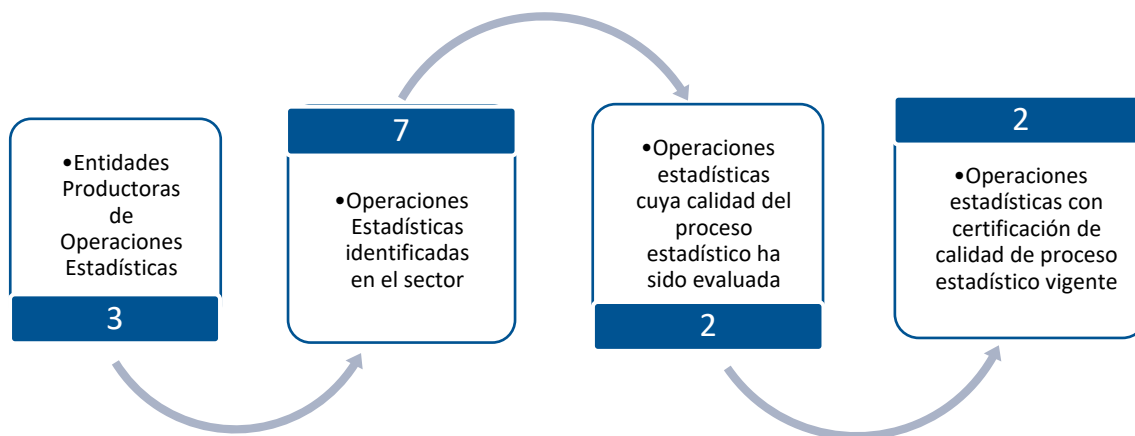 •Entidades
Productoras
de
Operaciones
Estadísticas
3
7
•Operaciones
Estadísticas
identificadas
en el sector
•Operaciones
estadísticas
cuya calidad del
proceso
estadístico ha
sido evaluada
2
2
•Operaciones
estadísticas con
certificación de
calidad de proceso
estadístico vigente